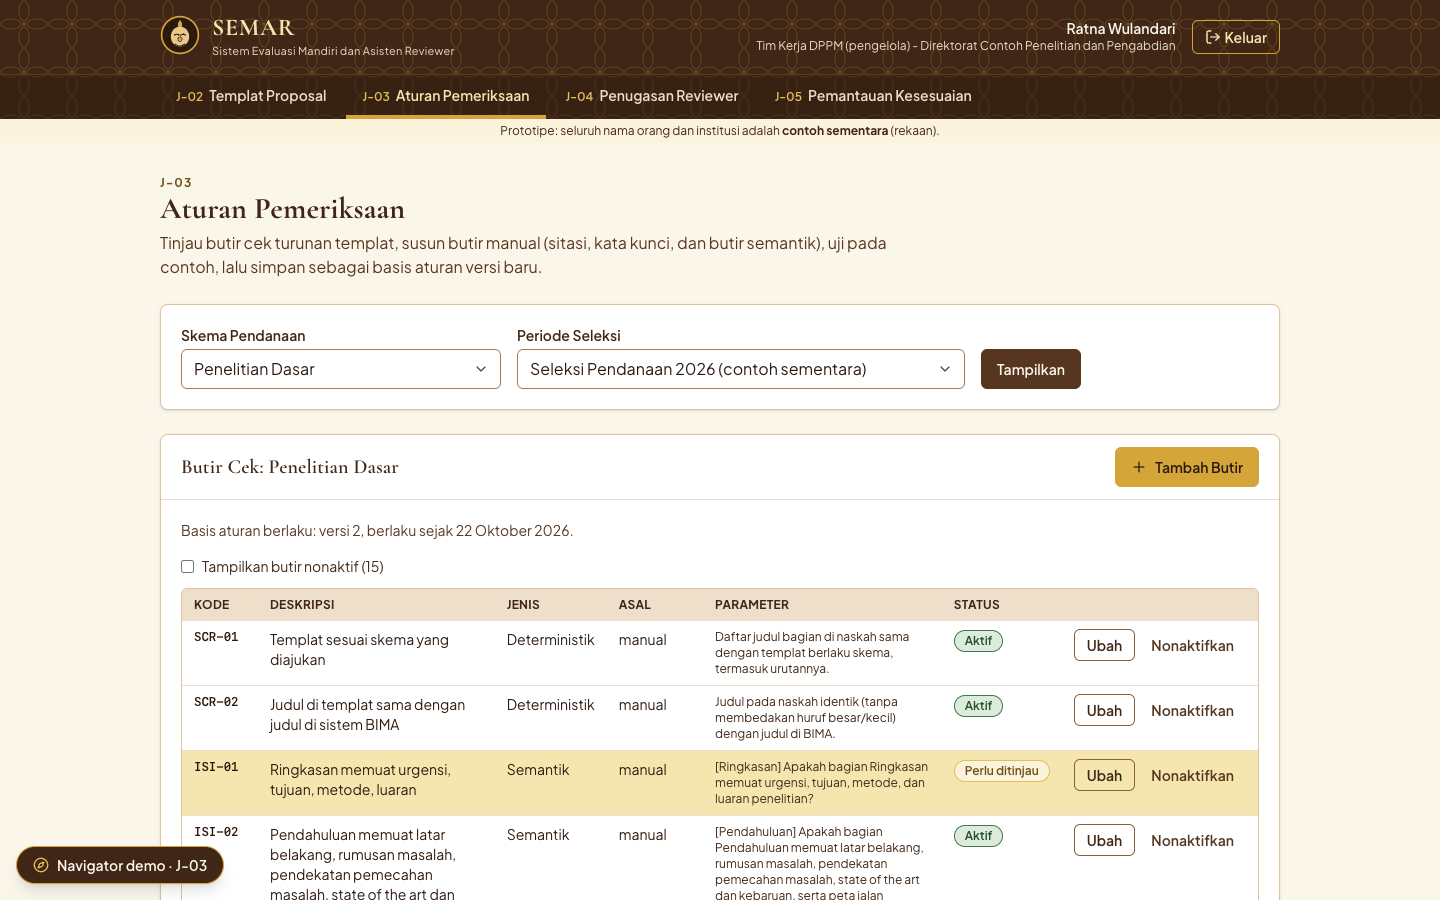 SEMAR
Sistem Evaluasi Mandiri dan Asisten Reviewer
Ratna Wulandari
Tim Kerja DPPM (pengelola) - Direktorat Contoh Penelitian dan Pengabdian
Keluar
J-02 Templat Proposal
J-03 Aturan Pemeriksaan
J-04 Penugasan Reviewer
J-05 Pemantauan Kesesuaian
Prototipe: seluruh nama orang dan institusi adalah contoh sementara (rekaan).
J-03
Aturan Pemeriksaan
Tinjau butir cek turunan templat, susun butir manual (sitasi, kata kunci, dan butir semantik), uji pada
contoh, lalu simpan sebagai basis aturan versi baru.
Skema Pendanaan
Penelitian Dasar
Periode Seleksi
Seleksi Pendanaan 2026 (contoh sementara)
Tampilkan
Butir Cek: Penelitian Dasar
Tambah Butir
Basis aturan berlaku: versi 2, berlaku sejak 22 Oktober 2026.
Tampilkan butir nonaktif (15)
KODE DESKRIPSI JENIS ASAL PARAMETER STATUS
SCR-01
Templat sesuai skema yang
diajukan
Deterministik
manual
Daftar judul bagian di naskah sama
dengan templat berlaku skema,
termasuk urutannya.
Aktif
Ubah
Nonaktifkan
SCR-02
Judul di templat sama dengan
judul di sistem BIMA
Deterministik
manual
Judul pada naskah identik (tanpa
membedakan huruf besar/kecil)
dengan judul di BIMA.
Aktif
Ubah
Nonaktifkan
ISI-01
Ringkasan memuat urgensi,
tujuan, metode, luaran
Semantik
manual
[Ringkasan] Apakah bagian Ringkasan
memuat urgensi, tujuan, metode, dan
luaran penelitian?
Perlu ditinjau
Ubah
Nonaktifkan
ISI-02
Pendahuluan memuat latar
belakang, rumusan masalah,
pendekatan pemecahan
masalah, state of the art dan
Semantik
manual
[Pendahuluan] Apakah bagian
Pendahuluan memuat latar belakang,
rumusan masalah, pendekatan
pemecahan masalah, state of the art
dan kebaruan, serta peta jalan
Aktif
Ubah
Nonaktifkan
Navigator demo · J-03